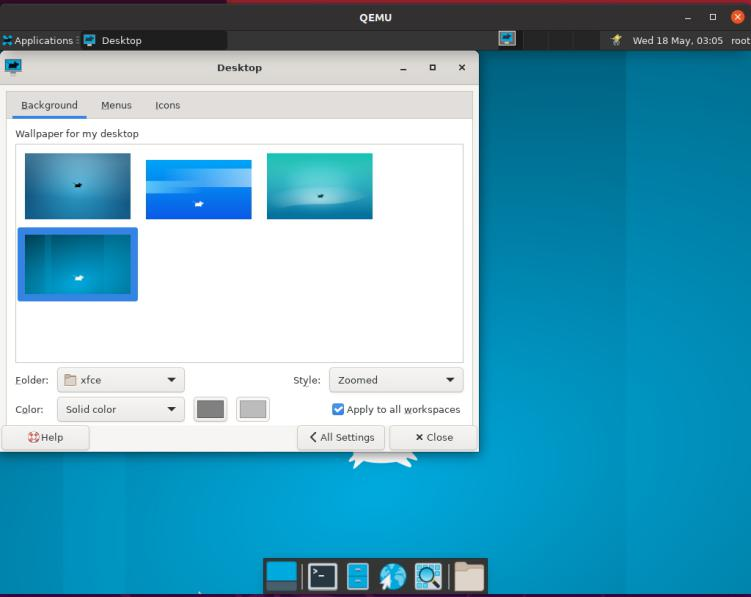 QEMU
Applications Desktop Wed 18 May, 03:05 root
Desktop
Background Menus Icons
Wallpaper for my desktop
Folder: xfce Style: Zoomed
Color: Solid color Apply to all workspaces
Help All Settings Close